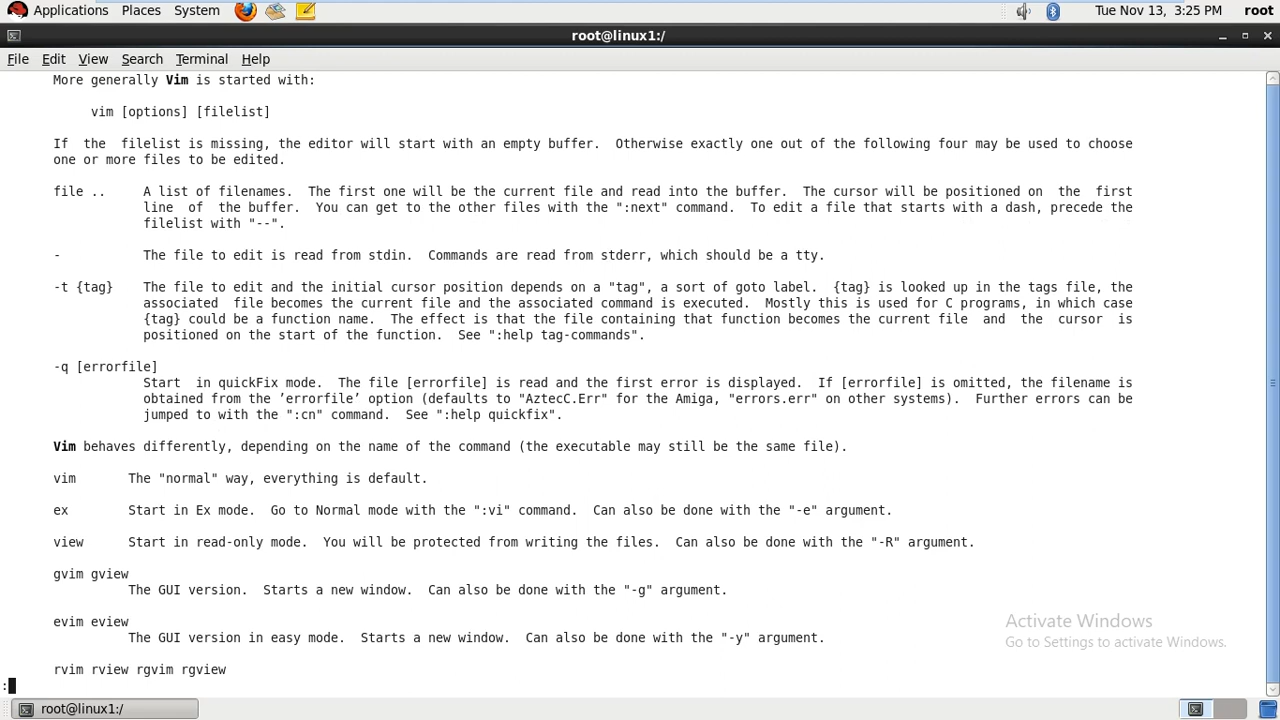 Applications Places System Tue Nov 13, 3:25 PM root
root@linux1:/
File Edit View Search Terminal Help
More generally Vim is started with:
vim [options] [filelist]
If the filelist is missing, the editor will start with an empty buffer. Otherwise exactly one out of the following four may be used to choose
one or more files to be edited.
file .. A list of filenames. The first one will be the current file and read into the buffer. The cursor will be positioned on the first
line of the buffer. You can get to the other files with the ":next" command. To edit a file that starts with a dash, precede the
filelist with "--".
- The file to edit is read from stdin. Commands are read from stderr, which should be a tty.
-t {tag} The file to edit and the initial cursor position depends on a "tag", a sort of goto label. {tag} is looked up in the tags file, the
associated file becomes the current file and the associated command is executed. Mostly this is used for C programs, in which case
{tag} could be a function name. The effect is that the file containing that function becomes the current file and the cursor is
positioned on the start of the function. See ":help tag-commands".
-q [errorfile]
Start in quickFix mode. The file [errorfile] is read and the first error is displayed. If [errorfile] is omitted, the filename is
obtained from the ’errorfile’ option (defaults to "AztecC.Err" for the Amiga, "errors.err" on other systems). Further errors can be
jumped to with the ":cn" command. See ":help quickfix".
Vim behaves differently, depending on the name of the command (the executable may still be the same file).
vim The "normal" way, everything is default.
ex Start in Ex mode. Go to Normal mode with the ":vi" command. Can also be done with the "-e" argument.
view Start in read-only mode. You will be protected from writing the files. Can also be done with the "-R" argument.
gvim gview
The GUI version. Starts a new window. Can also be done with the "-g" argument.
evim eview
The GUI version in easy mode. Starts a new window. Can also be done with the "-y" argument.
rvim rview rgvim rgview
:
Activate Windows
Go to Settings to activate Windows.
root@linux1:/